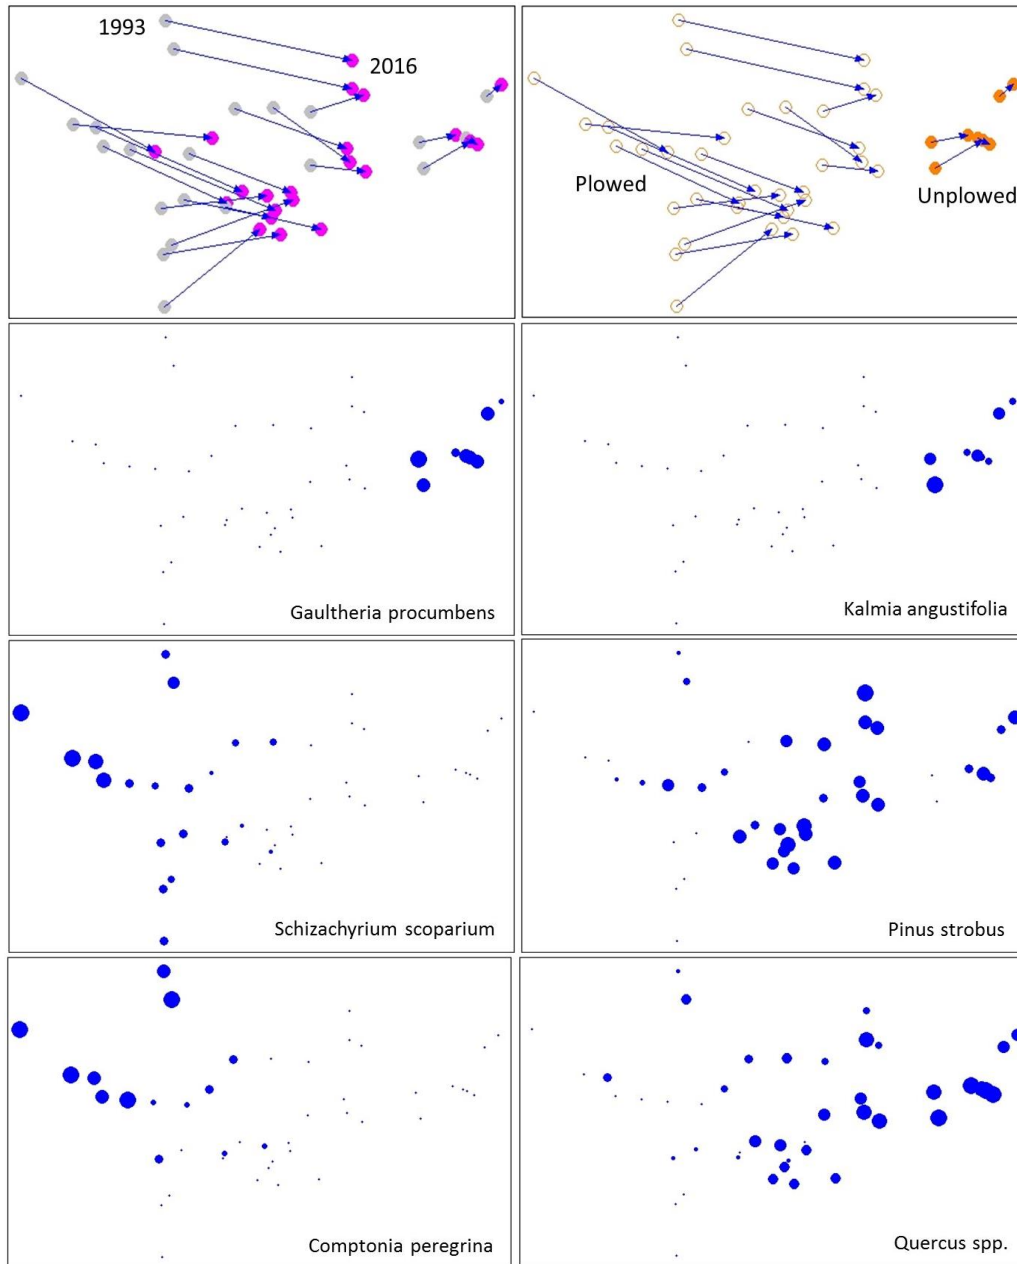 1993
2016
Plowed
Unplowed
Gaultheria procumbens
Kalmia angustifolia
Schizachyrium scoparium
Pinus strobus
Comptonia peregrina
Quercus spp.